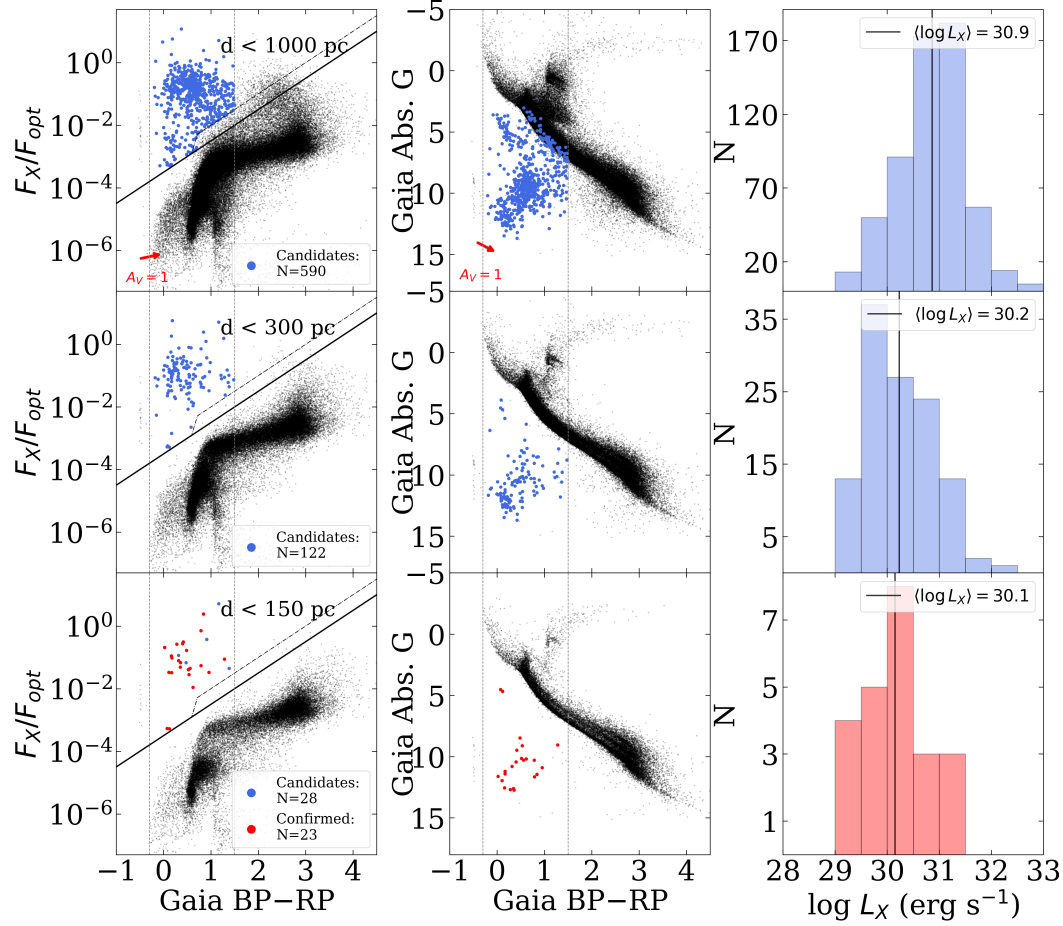 d < 1000 pc
10⁰
10⁻²
10⁻⁴
10⁻⁶
F_X/F_opt
A_V = 1
Candidates:
N=590
−5
0
5
10
15
Gaia Abs. G
A_V = 1
170
120
70
20
N
⟨log L_X⟩ = 30.9
d < 300 pc
10⁰
10⁻²
10⁻⁴
10⁻⁶
F_X/F_opt
Candidates:
N=122
−5
0
5
10
15
Gaia Abs. G
35
25
15
5
N
⟨log L_X⟩ = 30.2
d < 150 pc
10⁰
10⁻²
10⁻⁴
10⁻⁶
F_X/F_opt
Candidates:
N=28
Confirmed:
N=23
−1 0 1 2 3 4
Gaia BP−RP
−5
0
5
10
15
Gaia Abs. G
−1 0 1 2 3 4
Gaia BP−RP
7
5
3
1
N
⟨log L_X⟩ = 30.1
28 29 30 31 32 33
log L_X (erg s⁻¹)